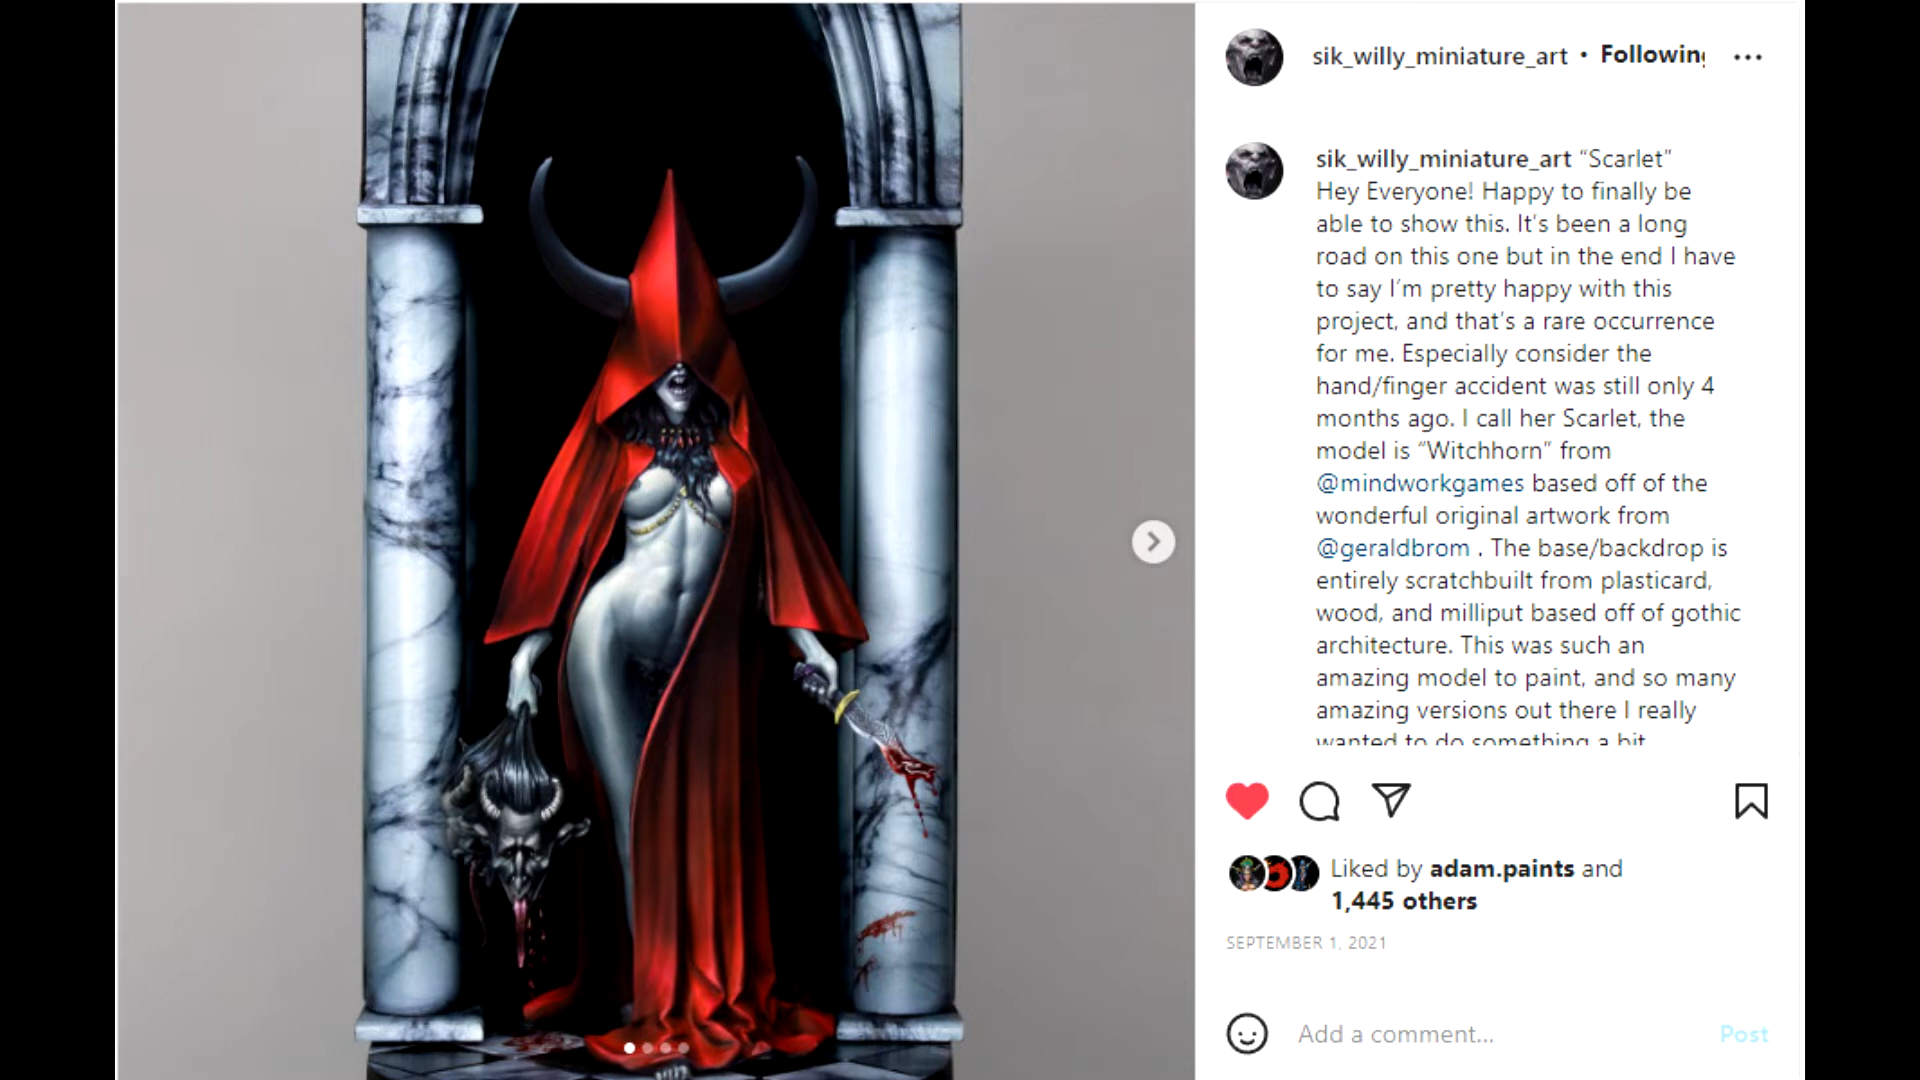 sik_willy_miniature_art • Following
sik_willy_miniature_art “Scarlet”
Hey Everyone! Happy to finally be
able to show this. It’s been a long
road on this one but in the end I have
to say I’m pretty happy with this
project, and that’s a rare occurrence
for me. Especially consider the
hand/finger accident was still only 4
months ago. I call her Scarlet, the
model is “Witchhorn” from
@mindworkgames based off of the
wonderful original artwork from
@geraldbrom . The base/backdrop is
entirely scratchbuilt from plasticard,
wood, and milliput based off of gothic
architecture. This was such an
amazing model to paint, and so many
amazing versions out there I really
wanted to do something a bit
Liked by adam.paints and
1,445 others
SEPTEMBER 1, 2021
Add a comment...
Post